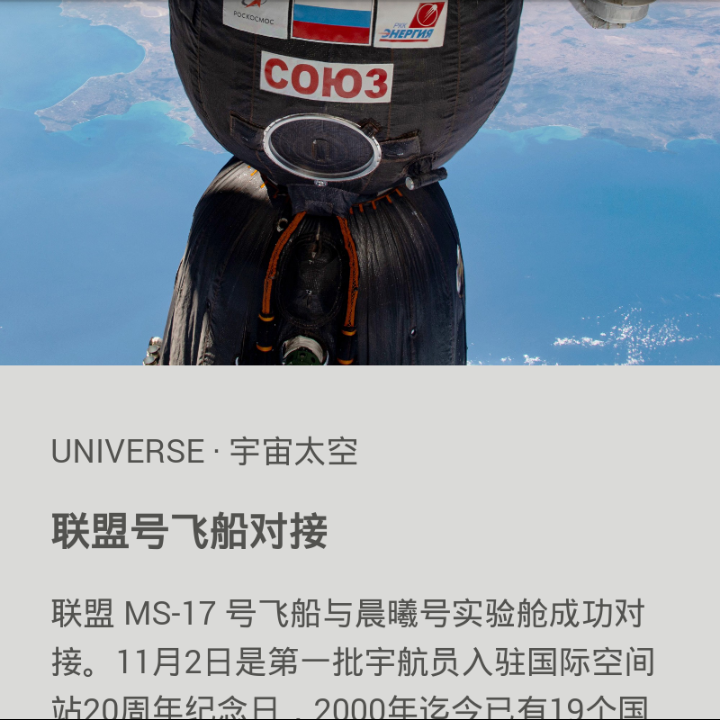 РОСКОСМОС
РКК
ЭНЕРГИЯ
СОЮЗ
UNIVERSE · 宇宙太空
联盟号飞船对接
联盟 MS-17 号飞船与晨曦号实验舱成功对
接。11月2日是第一批宇航员入驻国际空间
站20周年纪念日，2000年迄今已有19个国